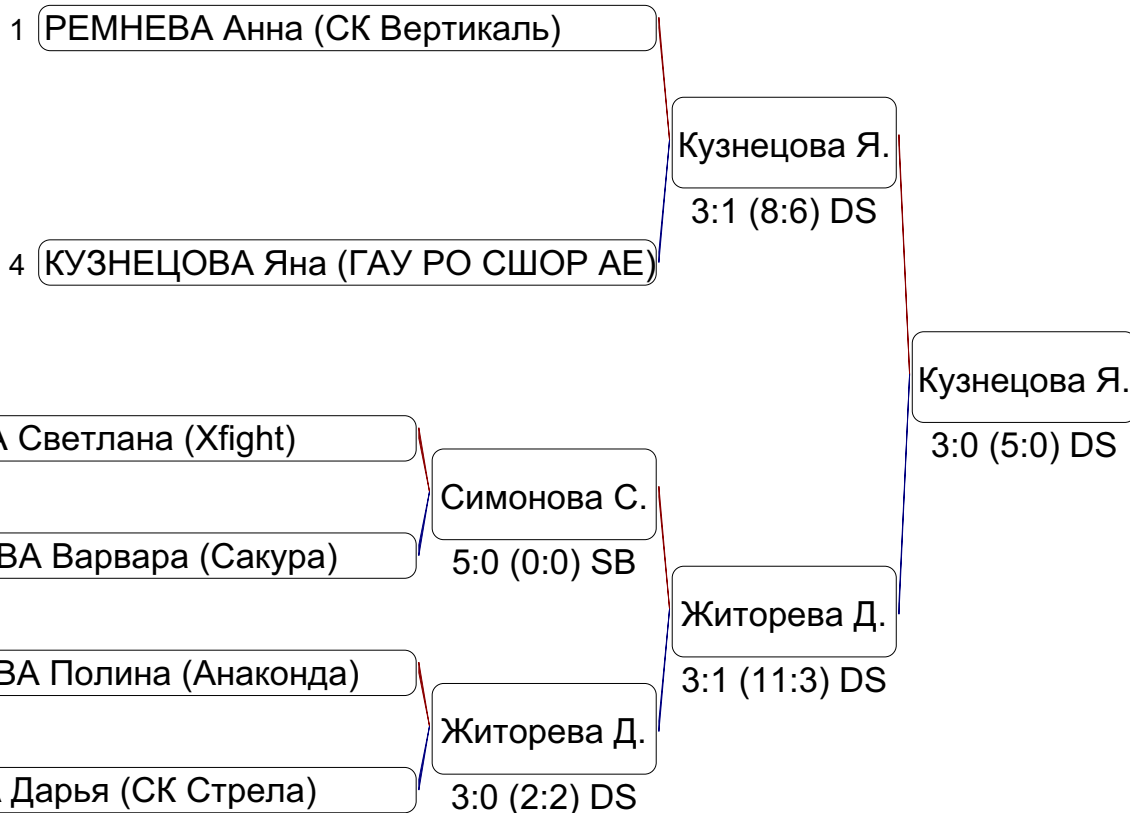 1 РЕМНЕВА Анна (СК Вертикаль)
Кузнецова Я.
3:1 (8:6) DS
4 КУЗНЕЦОВА Яна (ГАУ РО СШОР АЕ)
Кузнецова Я.
3:0 (5:0) DS
А Светлана (Xfight)
Симонова С.
5:0 (0:0) SB
ВА Варвара (Сакура)
Житорева Д.
3:1 (11:3) DS
ВА Полина (Анаконда)
Житорева Д.
3:0 (2:2) DS
Дарья (СК Стрела)